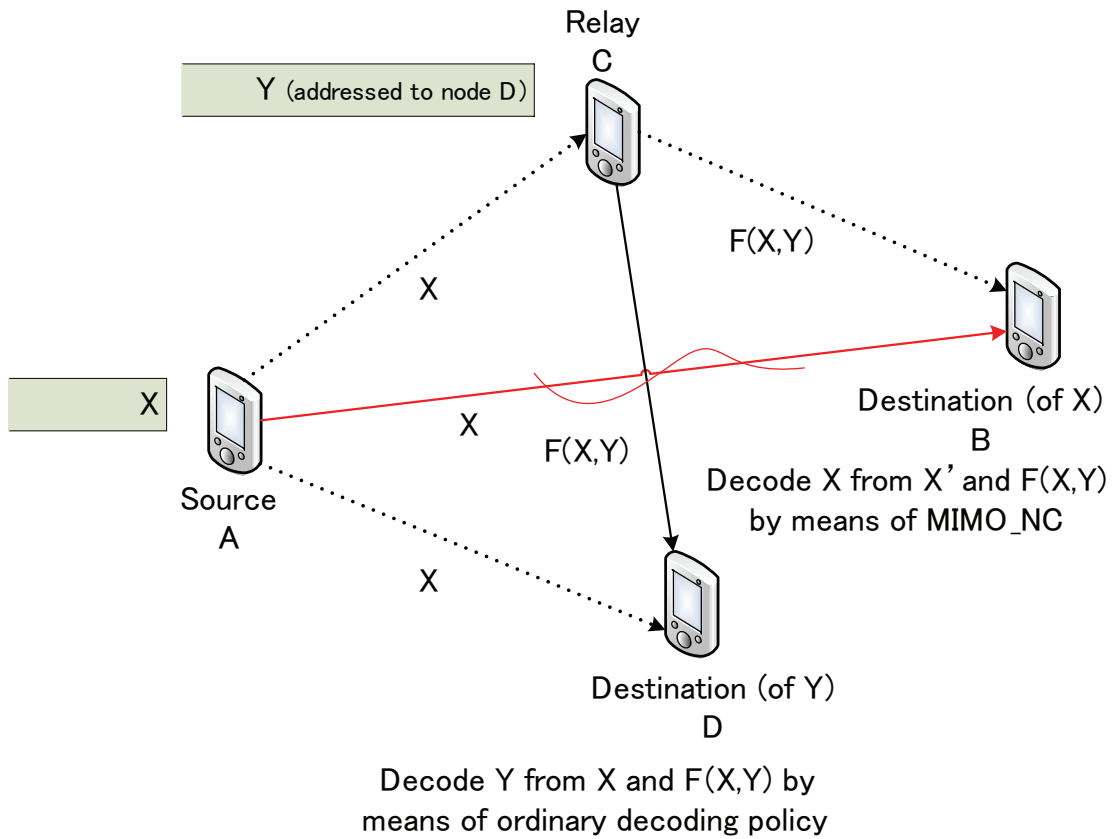 Relay
C
Y (addressed to node D)
X
F(X,Y)
X
X
F(X,Y)
Source
A
X
Destination (of X)
B
Decode X from X’ and F(X,Y)
by means of MIMO_NC
Destination (of Y)
D
Decode Y from X and F(X,Y) by
means of ordinary decoding policy